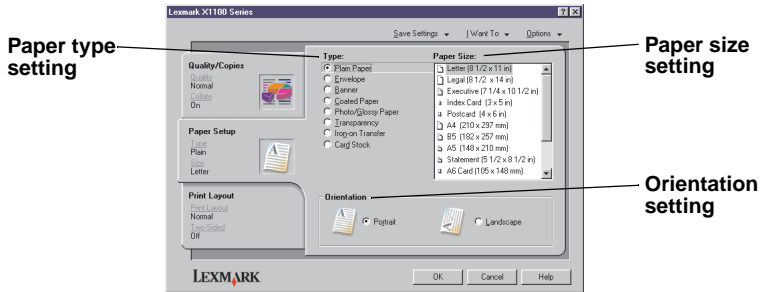 Lexmark X1100 Series
Save Settings
I Want To
Options
Paper type
setting
Paper size
setting
Orientation
setting
Quality/Copies
Quality
Normal
Collate
On
Paper Setup
Type
Plain
Size
Letter
Print Layout
Print Layout
Normal
Two-Sided
Off
Type:
Plain Paper
Envelope
Banner
Coated Paper
Photo/Glossy Paper
Transparency
Iron-on Transfer
Card Stock
Paper Size:
Letter (8 1/2 x 11 in)
Legal (8 1/2 x 14 in)
Executive (7 1/4 x 10 1/2 in)
Index Card (3 x 5 in)
Postcard (4 x 6 in)
A4 (210 x 297 mm)
B5 (182 x 257 mm)
A5 (148 x 210 mm)
Statement (5 1/2 x 8 1/2 in)
A6 Card (105 x 148 mm)
Orientation
Portrait
Landscape
LEXMARK
OK
Cancel
Help